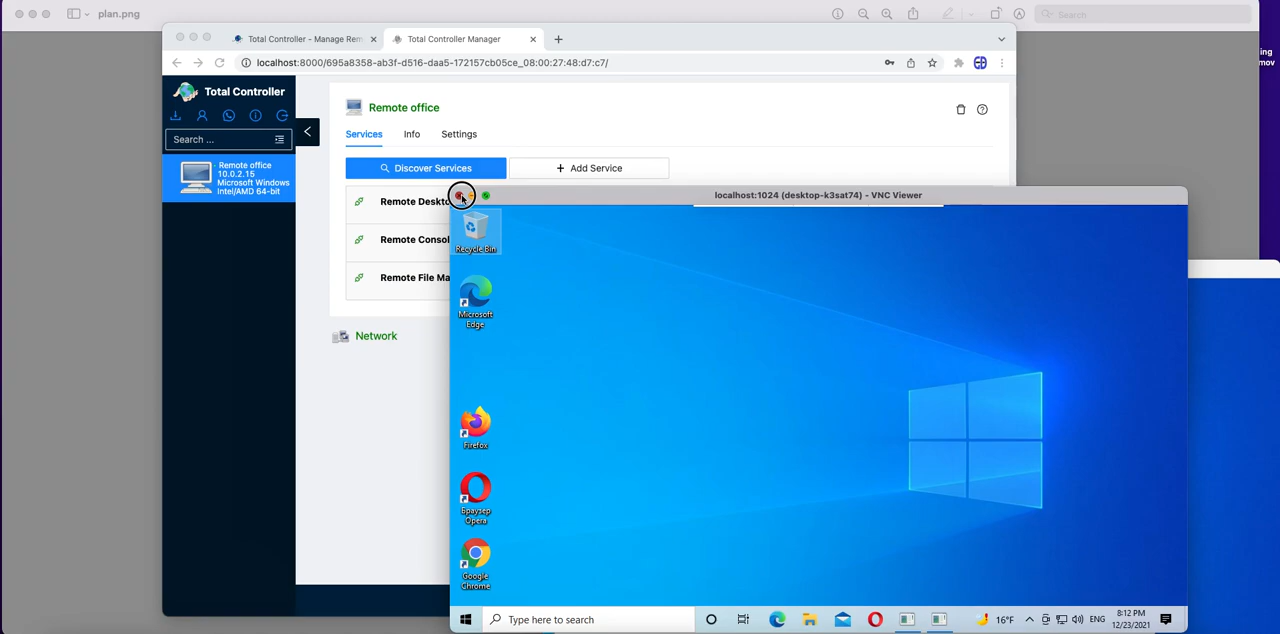 plan.png
Search
ing
mov
Total Controller - Manage Rem
Total Controller Manager
localhost:8000/695a8358-ab3f-d516-daa5-172157cb05ce_08:00:27:48:d7:c7/
Total Controller
Search ...
Remote office
10.0.2.15
Microsoft Windows
Intel/AMD 64-bit
Remote office
Services
Info
Settings
Discover Services
Add Service
Remote Deskto
Remote Consol
Remote File Ma
Network
localhost:1024 (desktop-k3sat74) - VNC Viewer
Recycle Bin
Microsoft
Edge
Firefox
Браузер
Opera
Google
Chrome
Type here to search
16°F
ENG
8:12 PM
12/23/2021